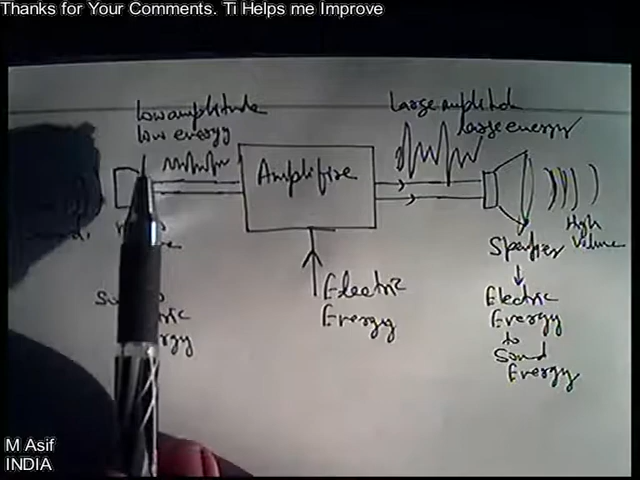 Thanks for Your Comments. Ti Helps me Improve
low amplitude
low energy
large amplitude
large energy
Amplifire
High
Volume
Speaker
Electric
Energy
Electric
Energy
to
Sound
Energy
M Asif
INDIA